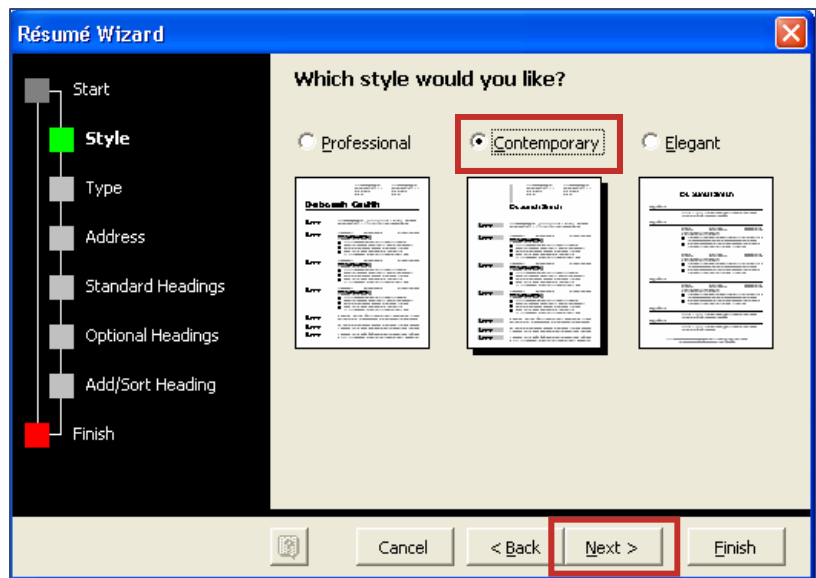 Résumé Wizard
Start
Style
Type
Address
Standard Headings
Optional Headings
Add/Sort Heading
Finish
Which style would you like?
Professional Contemporary Elegant
Cancel < Back Next > Finish